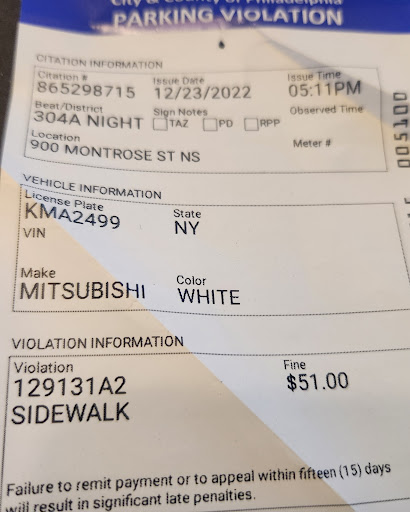 City & County of Philadelphia
PARKING VIOLATION
CITATION INFORMATION
Citation # Issue Date Issue Time
865298715 12/23/2022 05:11PM
Beat/District Sign Notes Observed Time
304A NIGHT TAZ PD RPP
Location Meter #
900 MONTROSE ST NS
VEHICLE INFORMATION
License Plate State
KMA2499 NY
VIN
Make Color
MITSUBISHI WHITE
VIOLATION INFORMATION
Violation Fine
129131A2 $51.00
SIDEWALK
Failure to remit payment or to appeal within fifteen (15) days
will result in significant late penalties.
005100